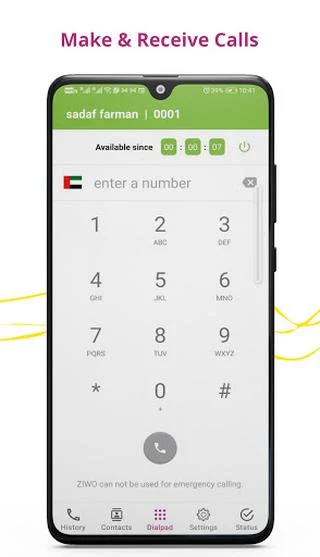 Make & Receive Calls
39% 10:41
sadaf farman | 0001
Available since 00 : 00 : 07
enter a number
1 2 3
ABC DEF
4 5 6
GHI JKL MNO
7 8 9
PQRS TUV WXYZ
* 0 #
+
ZIWO can not be used for emergency calling.
History Contacts Dialpad Settings Status